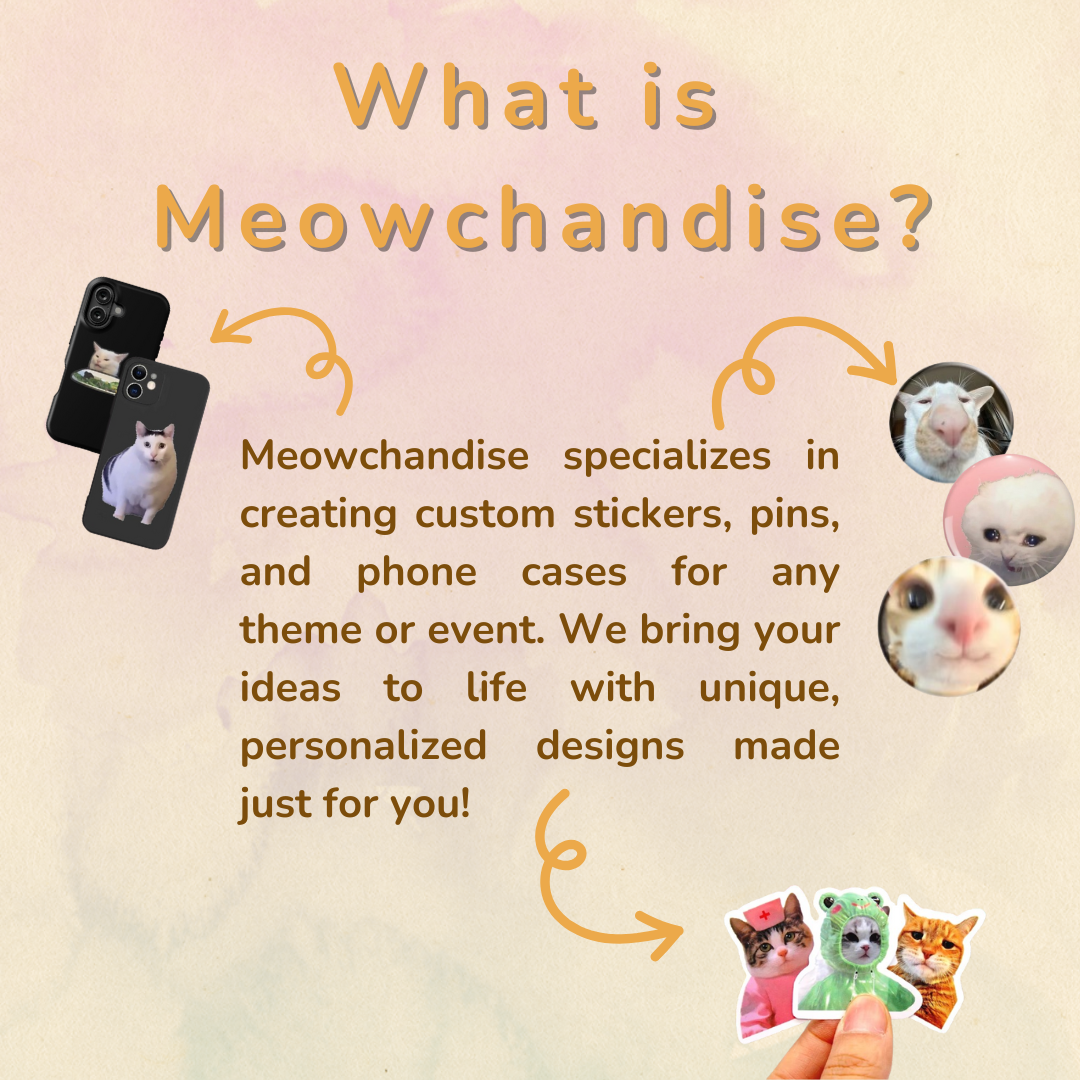 What is
Meowchandise?
Meowchandise specializes in
creating custom stickers, pins,
and phone cases for any
theme or event. We bring your
ideas to life with unique,
personalized designs made
just for you!